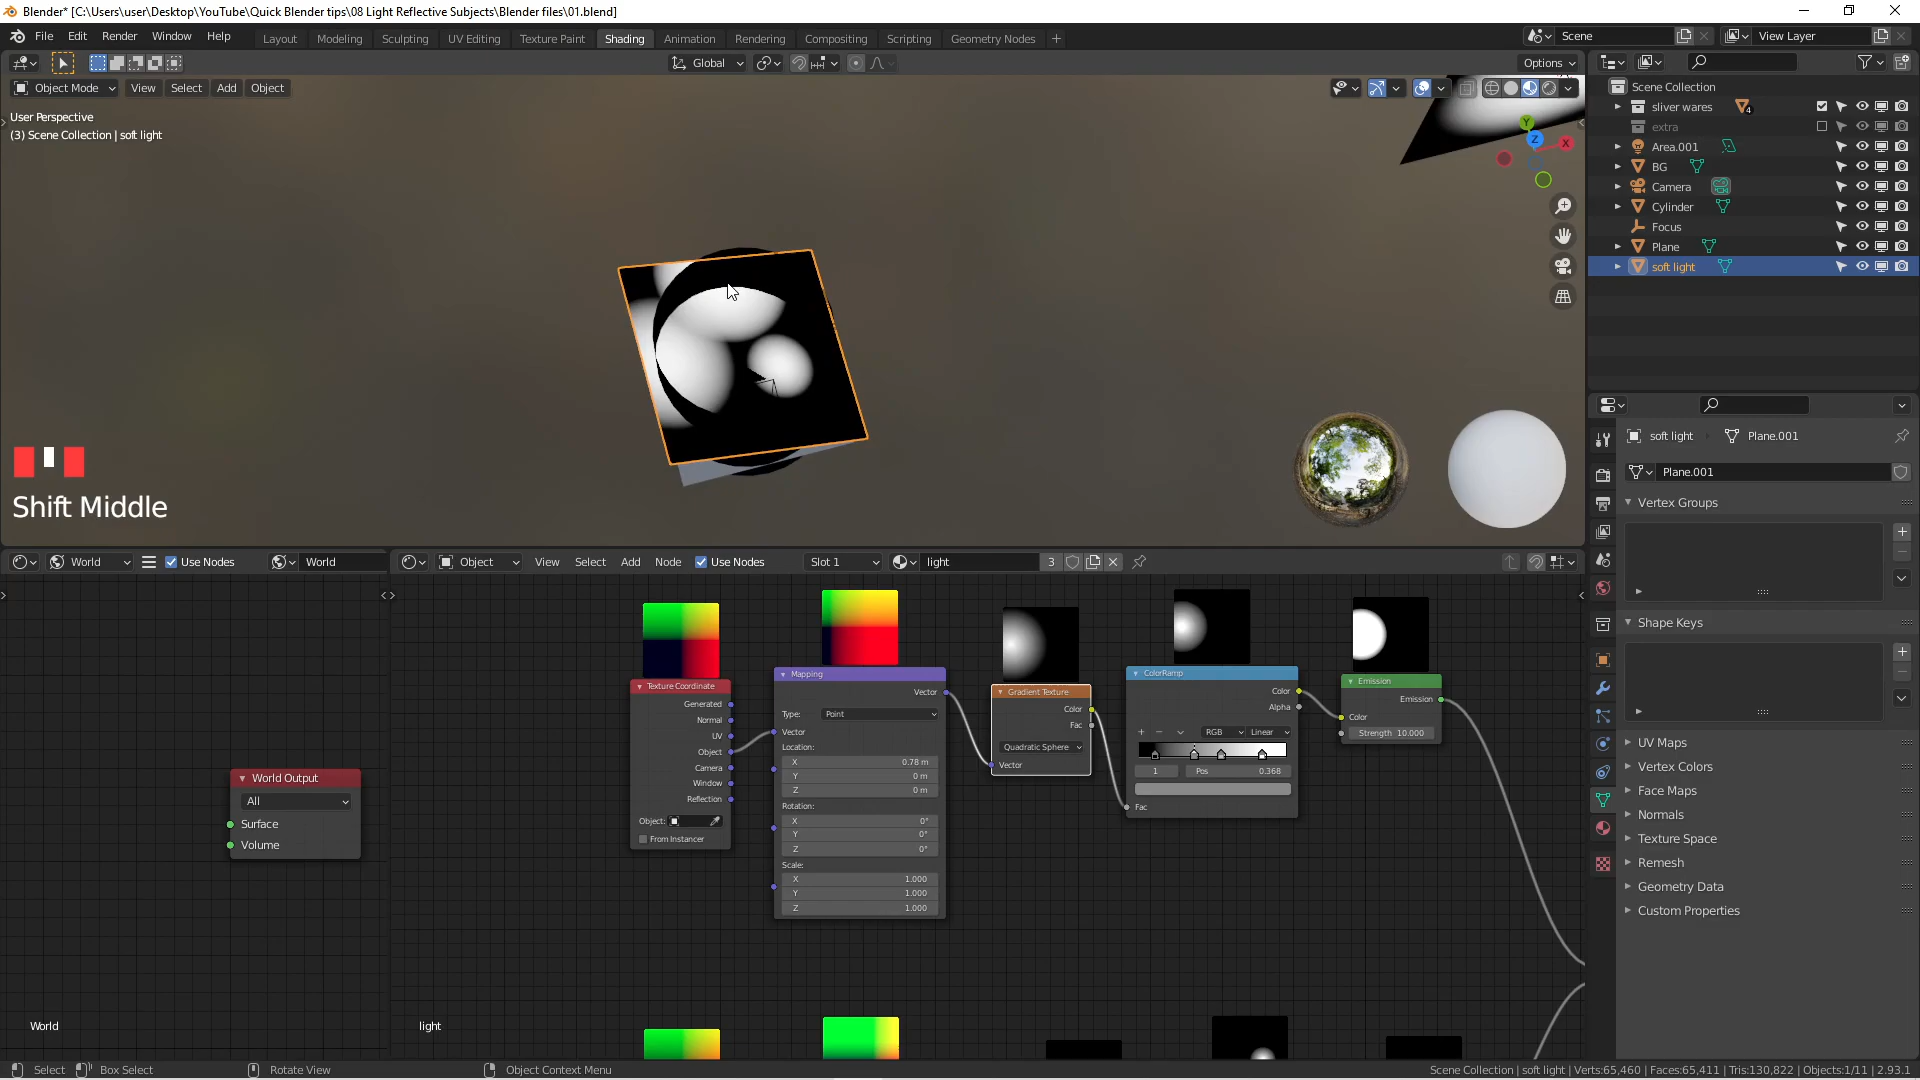 Blender* [C:\Users\user\Desktop\YouTube\Quick Blender tips\08 Light Reflective Subjects\Blender files\01.blend]
File Edit Render Window Help
Layout Modeling Sculpting UV Editing Texture Paint Shading Animation Rendering Compositing Scripting Geometry Nodes +
Scene View Layer
Global Options
Object Mode View Select Add Object
User Perspective
(3) Scene Collection | soft light
Y
Z
X
Shift Middle
Scene Collection
sliver wares 4
extra
Area.001
BG
Camera
Cylinder
Focus
Plane
soft light
soft light Plane.001
Plane.001
Vertex Groups
Shape Keys
UV Maps
Vertex Colors
Face Maps
Normals
Texture Space
Remesh
Geometry Data
Custom Properties
World Use Nodes World
Object View Select Add Node Use Nodes Slot 1 light 3
World Output
All
Surface
Volume
World
Texture Coordinate
Generated
Normal
UV
Object
Camera
Window
Reflection
Object:
From Instancer
Mapping
Vector
Type: Point
Vector
Location:
X 0.78 m
Y 0 m
Z 0 m
Rotation:
X 0°
Y 0°
Z 0°
Scale:
X 1.000
Y 1.000
Z 1.000
Gradient Texture
Color
Fac
Quadratic Sphere
Vector
ColorRamp
Color
Alpha
+ − RGB Linear
1 Pos 0.368
Fac
Emission
Emission
Color
Strength 10.000
light
Select Box Select Rotate View Object Context Menu
Scene Collection | soft light | Verts:65,460 | Faces:65,411 | Tris:130,822 | Objects:1/11 | 2.93.1